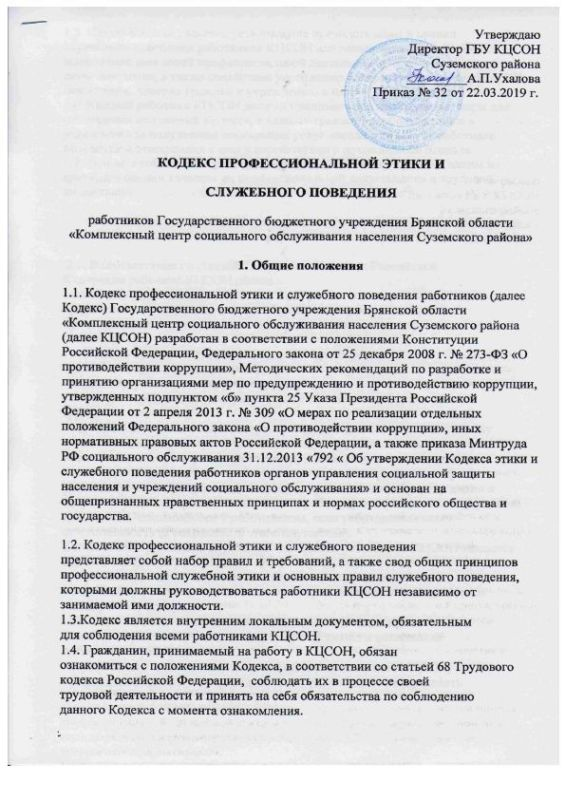 Утверждаю
Директор ГБУ КЦСОН
Суземского района
А.П.Ухалова
Приказ № 32 от 22.03.2019 г.
КОДЕКС ПРОФЕССИОНАЛЬНОЙ ЭТИКИ И
СЛУЖЕБНОГО ПОВЕДЕНИЯ
работников Государственного бюджетного учреждения Брянской области
«Комплексный центр социального обслуживания населения Суземского района»
1. Общие положения
1.1. Кодекс профессиональной этики и служебного поведения работников (далее
Кодекс) Государственного бюджетного учреждения Брянской области
«Комплексный центр социального обслуживания населения Суземского района
(далее КЦСОН) разработан в соответствии с положениями Конституции
Российской Федерации, Федерального закона от 25 декабря 2008 г. № 273-ФЗ «О
противодействии коррупции», Методических рекомендаций по разработке и
принятию организациями мер по предупреждению и противодействию коррупции,
утвержденных подпунктом «б» пункта 25 Указа Президента Российской
Федерации от 2 апреля 2013 г. № 309 «О мерах по реализации отдельных
положений Федерального закона «О противодействии коррупции», иных
нормативных правовых актов Российской Федерации, а также приказа Минтруда
РФ социального обслуживания 31.12.2013 «792 « Об утверждении Кодекса этики и
служебного поведения работников органов управления социальной защиты
населения и учреждений социального обслуживания» и основан на
общепризнанных нравственных принципах и нормах российского общества и
государства.
1.2. Кодекс профессиональной этики и служебного поведения
представляет собой набор правил и требований, а также свод общих принципов
профессиональной служебной этики и основных правил служебного поведения,
которыми должны руководствоваться работники КЦСОН независимо от
занимаемой ими должности.
1.3.Кодекс является внутренним локальным документом, обязательным
для соблюдения всеми работниками КЦСОН.
1.4. Гражданин, принимаемый на работу в КЦСОН, обязан
ознакомиться с положениями Кодекса, в соответствии со статьей 68 Трудового
кодекса Российской Федерации, соблюдать их в процессе своей
трудовой деятельности и принять на себя обязательства по соблюдению
данного Кодекса с момента ознакомления.